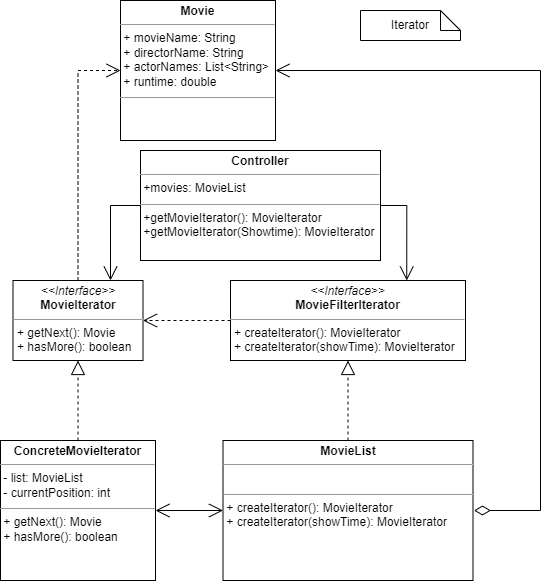 Movie
+ movieName: String
+ directorName: String
+ actorNames: List<String>
+ runtime: double
Iterator
Controller
+movies: MovieList
+getMovieIterator(): MovieIterator
+getMovieIterator(Showtime): MovieIterator
<<Interface>>
MovieIterator
+ getNext(): Movie
+ hasMore(): boolean
<<Interface>>
MovieFilterIterator
+ createIterator(): MovieIterator
+ createIterator(showTime): MovieIterator
ConcreteMovieIterator
- list: MovieList
- currentPosition: int
+ getNext(): Movie
+ hasMore(): boolean
MovieList
+ createIterator(): MovieIterator
+ createIterator(showTime): MovieIterator